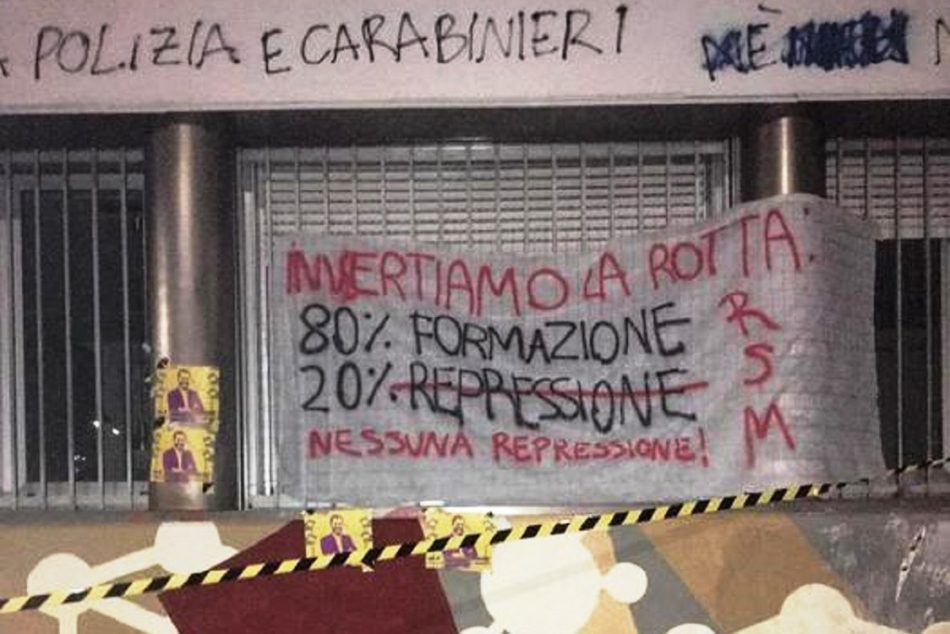 A POLIZIA E CARABINIERI È
INVERTIAMO LA ROTTA:
80% FORMAZIONE
20% REPRESSIONE
NESSUNA REPRESSIONE!
RSM